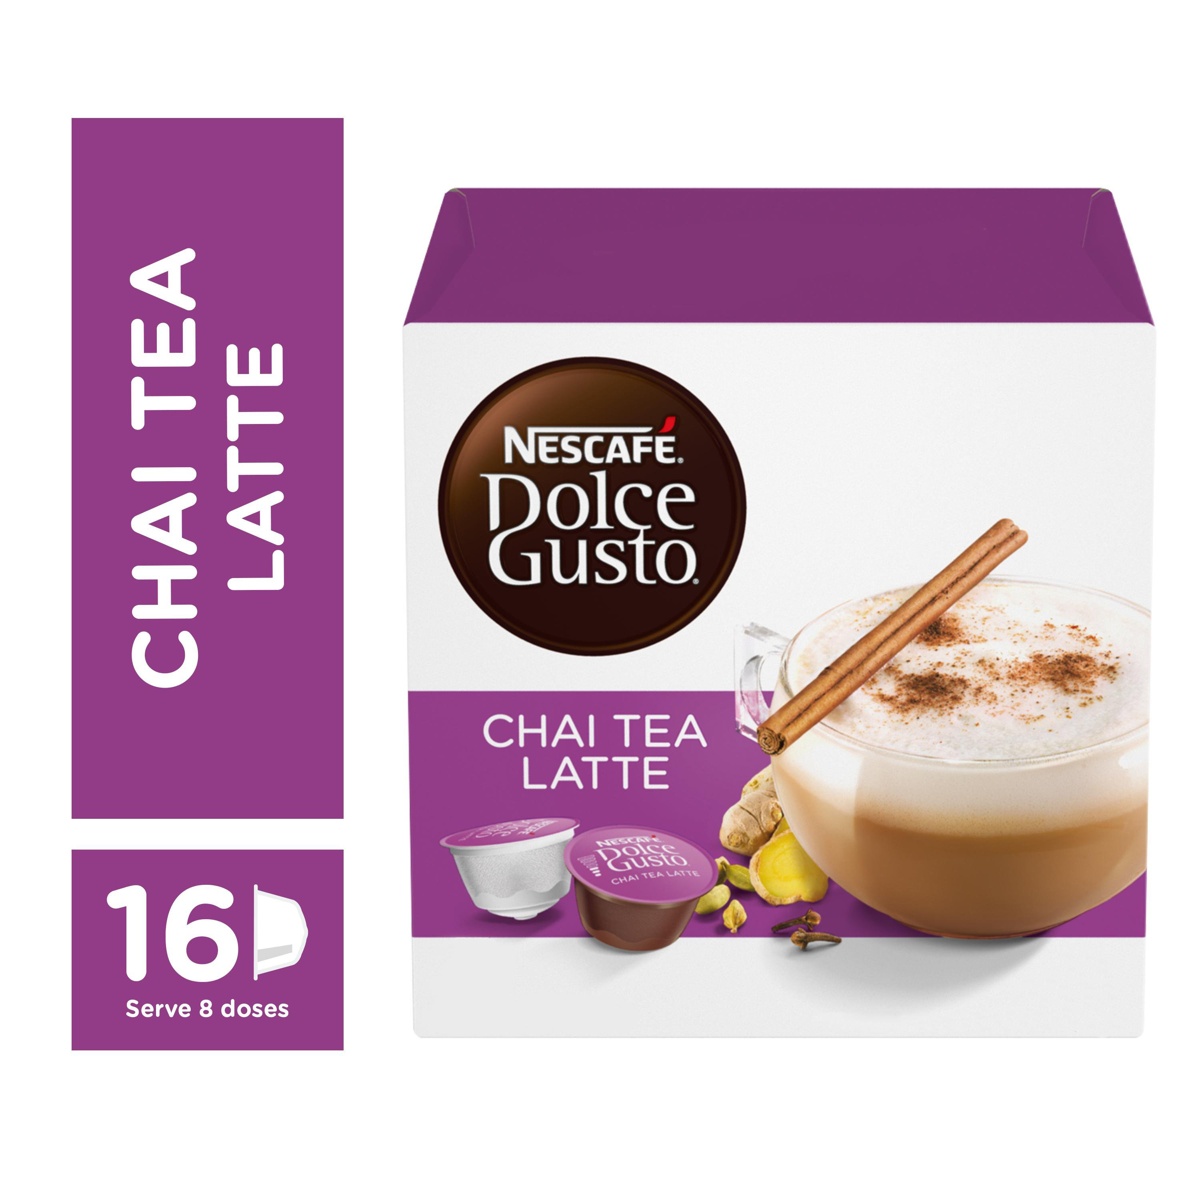 CHAI TEA
LATTE
16
Serve 8 doses
NESCAFÉ®
Dolce
Gusto®
CHAI TEA
LATTE
NESCAFÉ
Dolce
Gusto
CHAI TEA LATTE